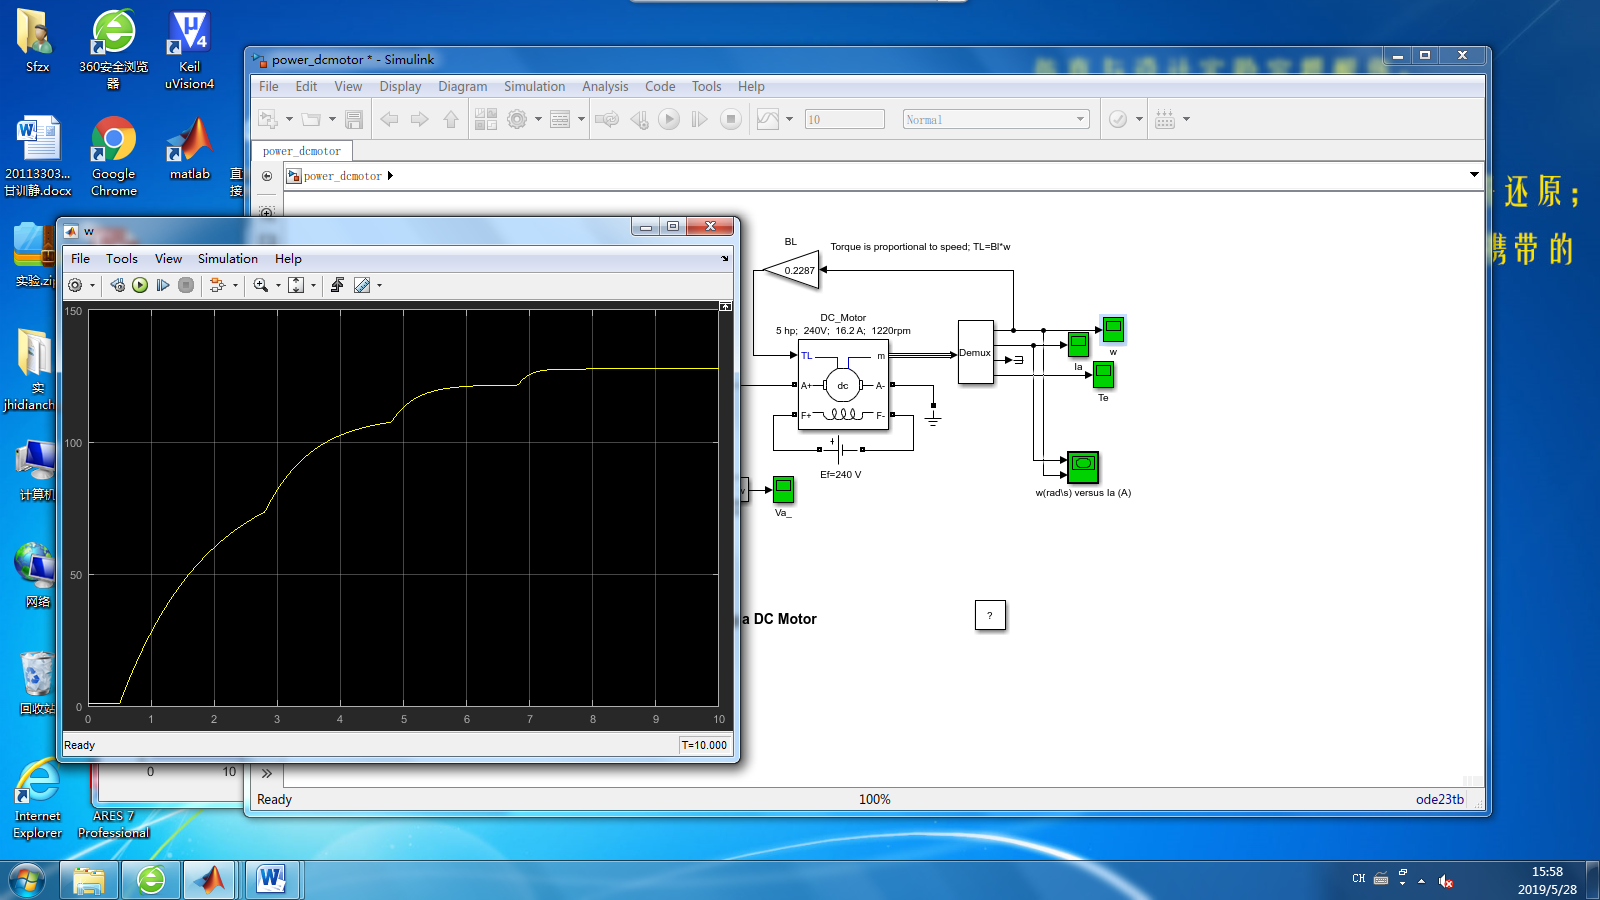 Sfzx
360安全浏览器
Keil uVision4
20113303...
甘训静.docx
Google Chrome
matlab
直
接
实验.zip
实
jhidianch
计算机
网络
回收站
Internet Explorer
ARES 7 Professional
power_dcmotor * - Simulink
File Edit View Display Diagram Simulation Analysis Code Tools Help
10
Normal
power_dcmotor
power_dcmotor
还原；
携带的
w
File Tools View Simulation Help
150
100
50
0
0 1 2 3 4 5 6 7 8 9 10
Ready
T=10.000
BL
Torque is proportional to speed; TL=Bl*w
0.2287
DC_Motor
5 hp; 240V; 16.2 A; 1220rpm
TL
m
A+
dc
A-
F+
F-
Demux
w
Ia
Te
+
Ef=240 V
w(rad\s) versus Ia (A)
Va_
a DC Motor
?
0 10
Ready
100%
ode23tb
CH
15:58
2019/5/28